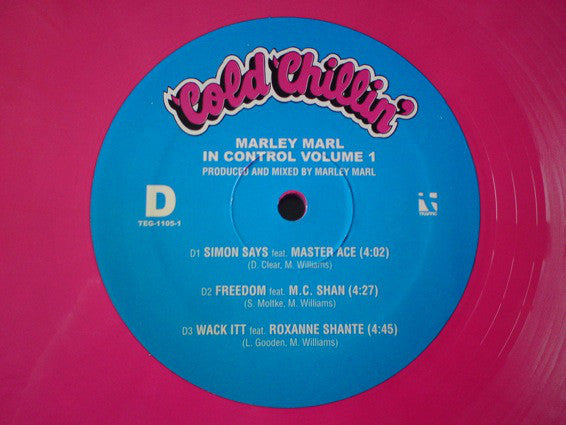 Cold Chillin'
MARLEY MARL
IN CONTROL VOLUME 1
PRODUCED AND MIXED BY MARLEY MARL
D
TEG-1105-1
TRAFFIC
D1 SIMON SAYS feat. MASTER ACE (4:02)
(D. Clear, M. Williams)
D2 FREEDOM feat. M.C. SHAN (4:27)
(S. Moltke, M. Williams)
D3 WACK ITT feat. ROXANNE SHANTE (4:45)
(L. Gooden, M. Williams)